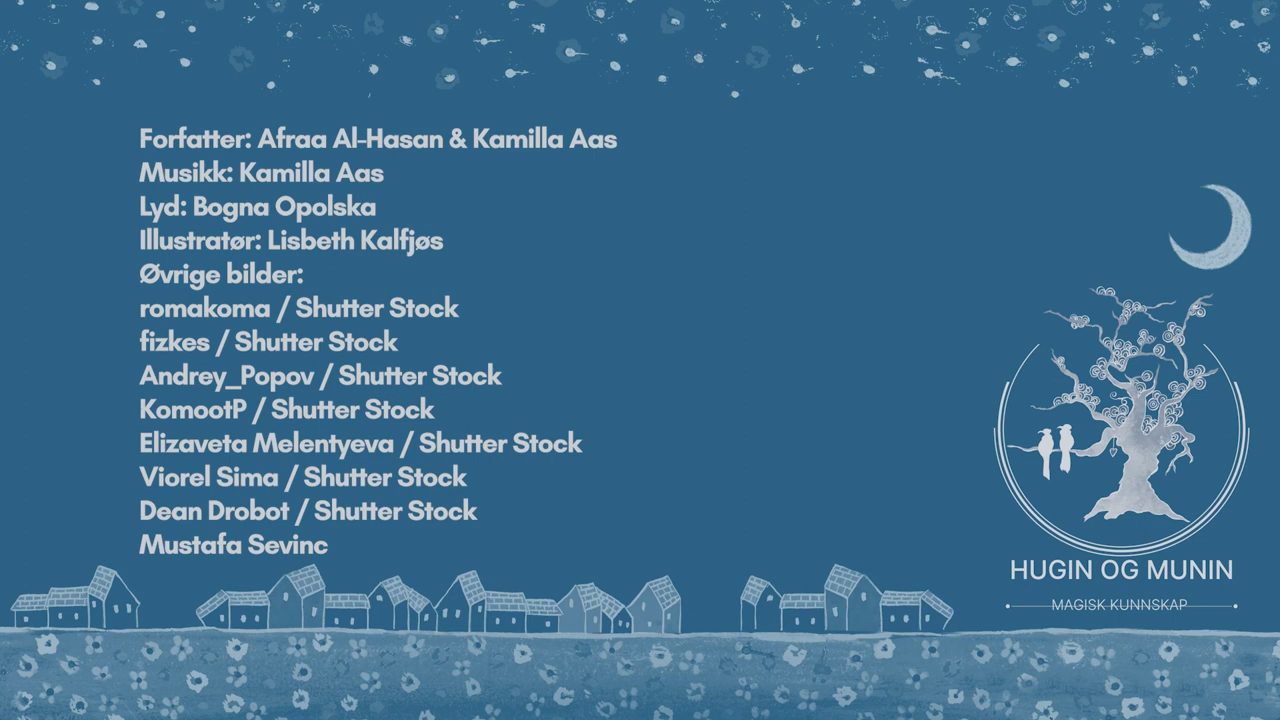 Forfatter: Afraa Al-Hasan & Kamilla Aas
Musikk: Kamilla Aas
Lyd: Bogna Opolska
Illustratør: Lisbeth Kalfjøs
Øvrige bilder:
romakoma / Shutter Stock
fizkes / Shutter Stock
Andrey_Popov / Shutter Stock
KomootP / Shutter Stock
Elizaveta Melentyeva / Shutter Stock
Viorel Sima / Shutter Stock
Dean Drobot / Shutter Stock
Mustafa Sevinc
HUGIN OG MUNIN
MAGISK KUNNSKAP